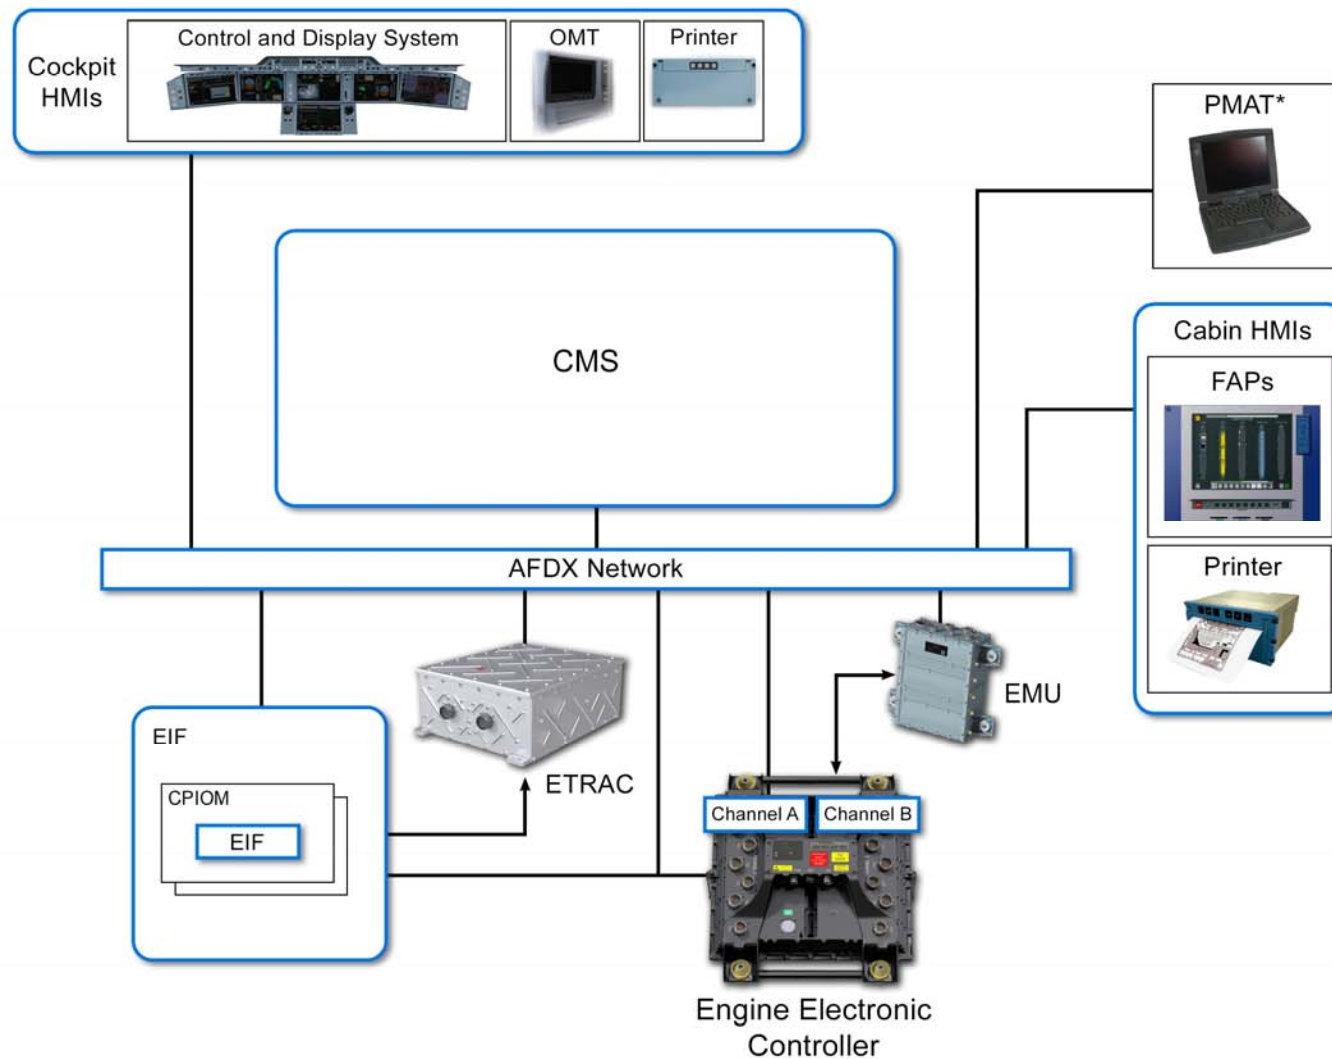 Cockpit
HMIs
Control and Display System
OMT
Printer
PMAT*
CMS
Cabin HMIs
FAPs
Printer
AFDX Network
EIF
CPIOM
EIF
ETRAC
EMU
Channel A
Channel B
Engine Electronic
Controller